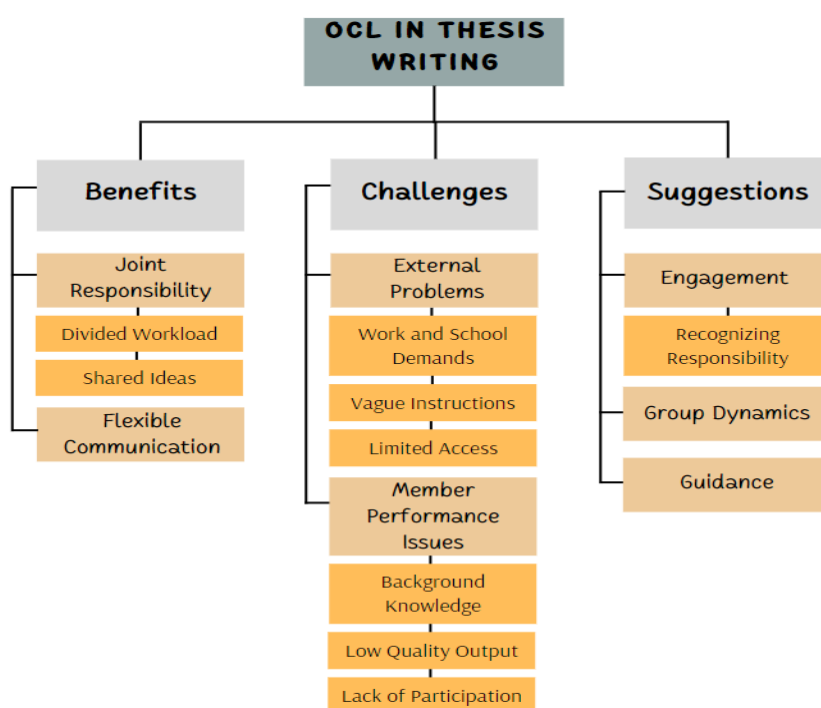 OCL IN THESIS
WRITING
Benefits
Joint
Responsibility
Divided Workload
Shared Ideas
Flexible
Communication
Challenges
External
Problems
Work and School
Demands
Vague Instructions
Limited Access
Member
Performance
Issues
Background
Knowledge
Low Quality Output
Lack of Participation
Suggestions
Engagement
Recognizing
Responsibility
Group Dynamics
Guidance